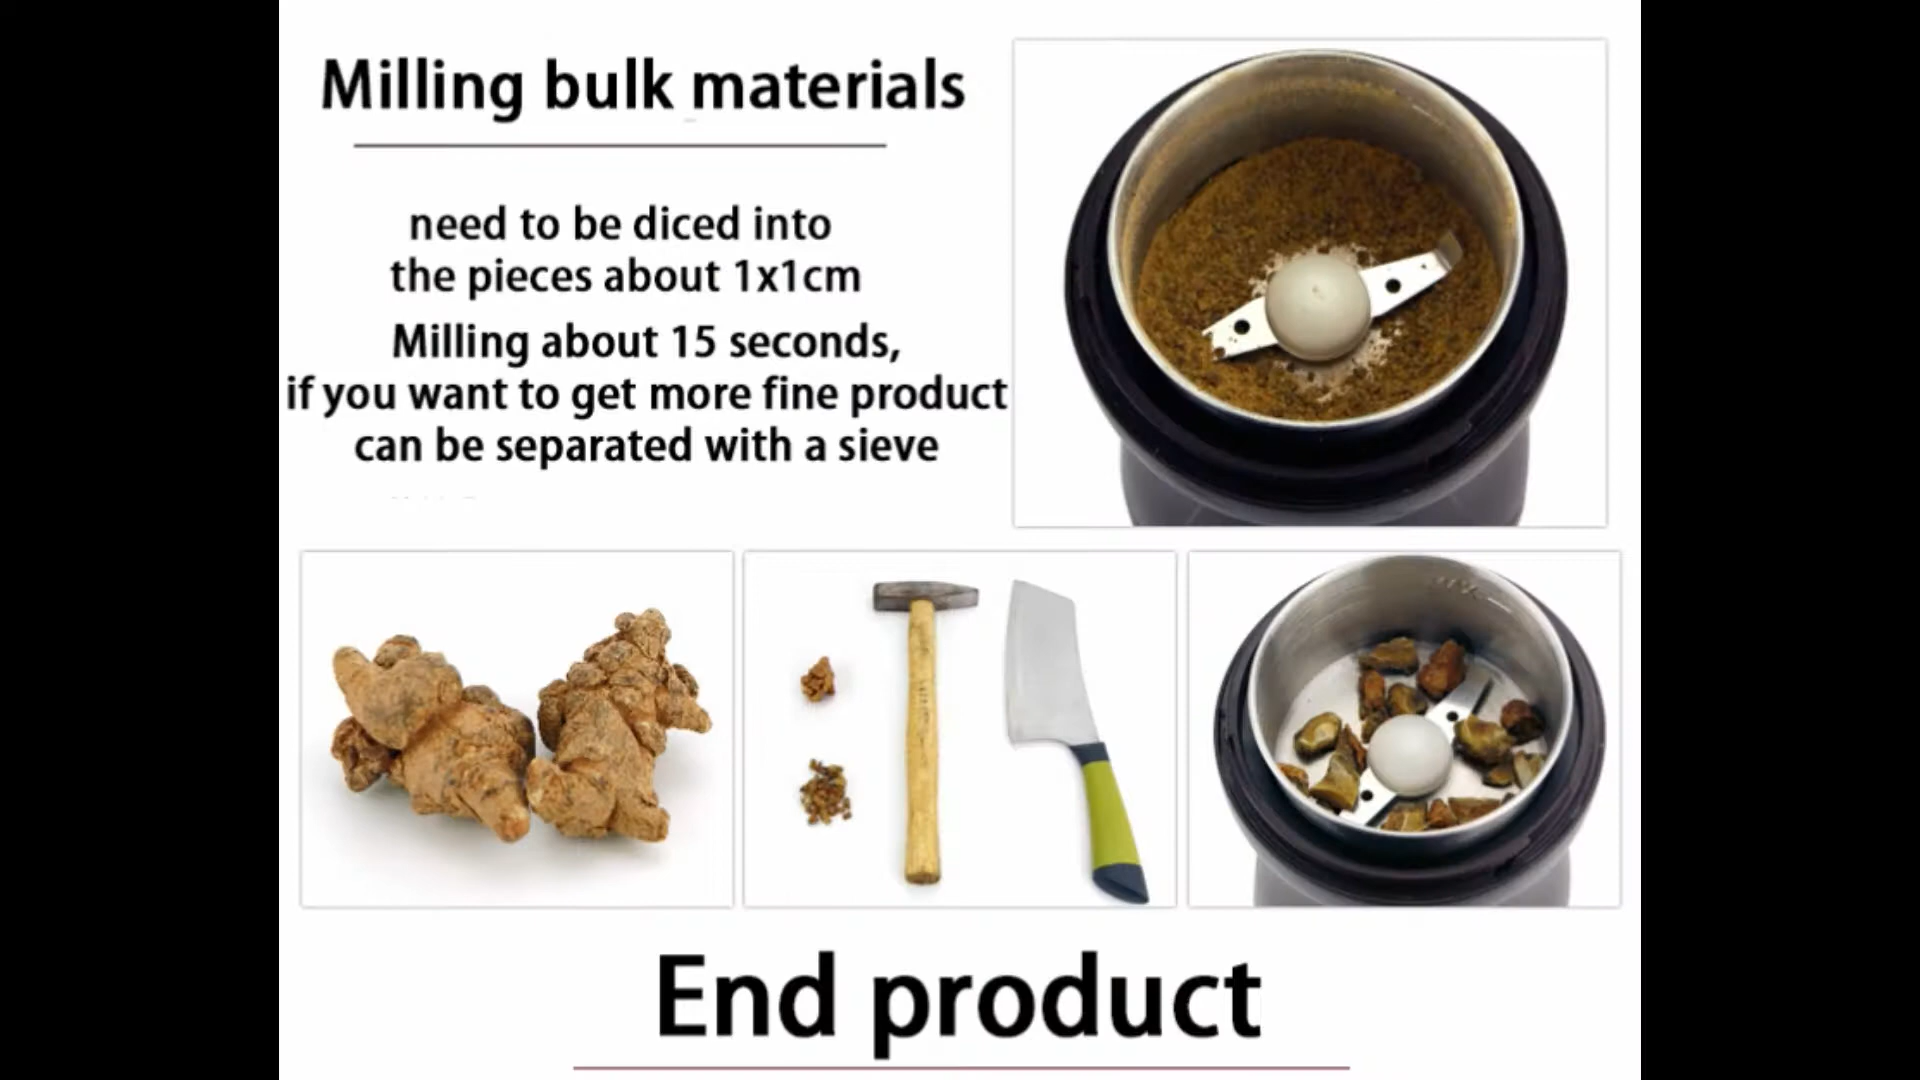 Milling bulk materials
need to be diced into
the pieces about 1x1cm
Milling about 15 seconds,
if you want to get more fine product
can be separated with a sieve
End product